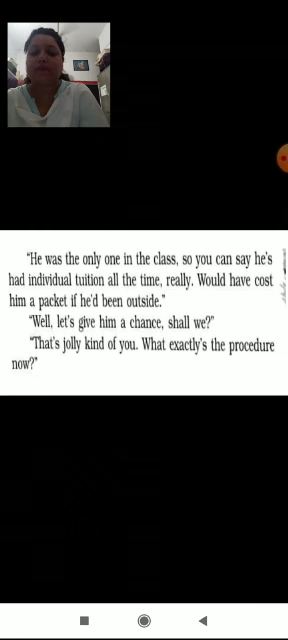 "He was the only one in the class, so you can say he's
had individual tuition all the time, really. Would have cost
him a packet if he'd been outside."
"Well, let's give him a chance, shall we?"
"That's jolly kind of you. What exactly's the procedure
now?"